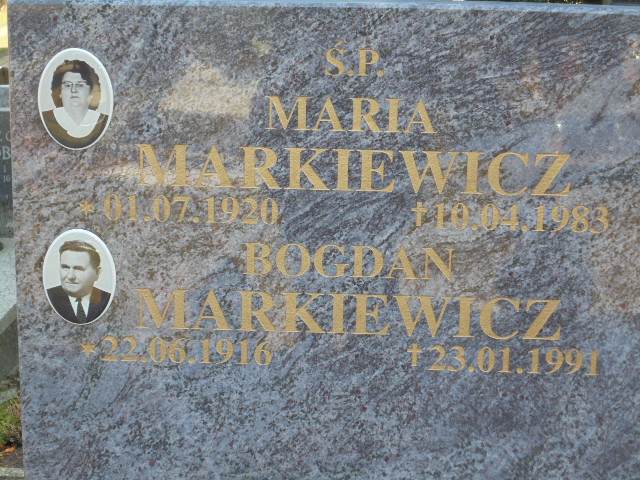 Ś.P.
MARIA
MARKIEWICZ
* 01.07.1920 †10.04.1983
BOGDAN
MARKIEWICZ
* 22.06.1916 †23.01.1991